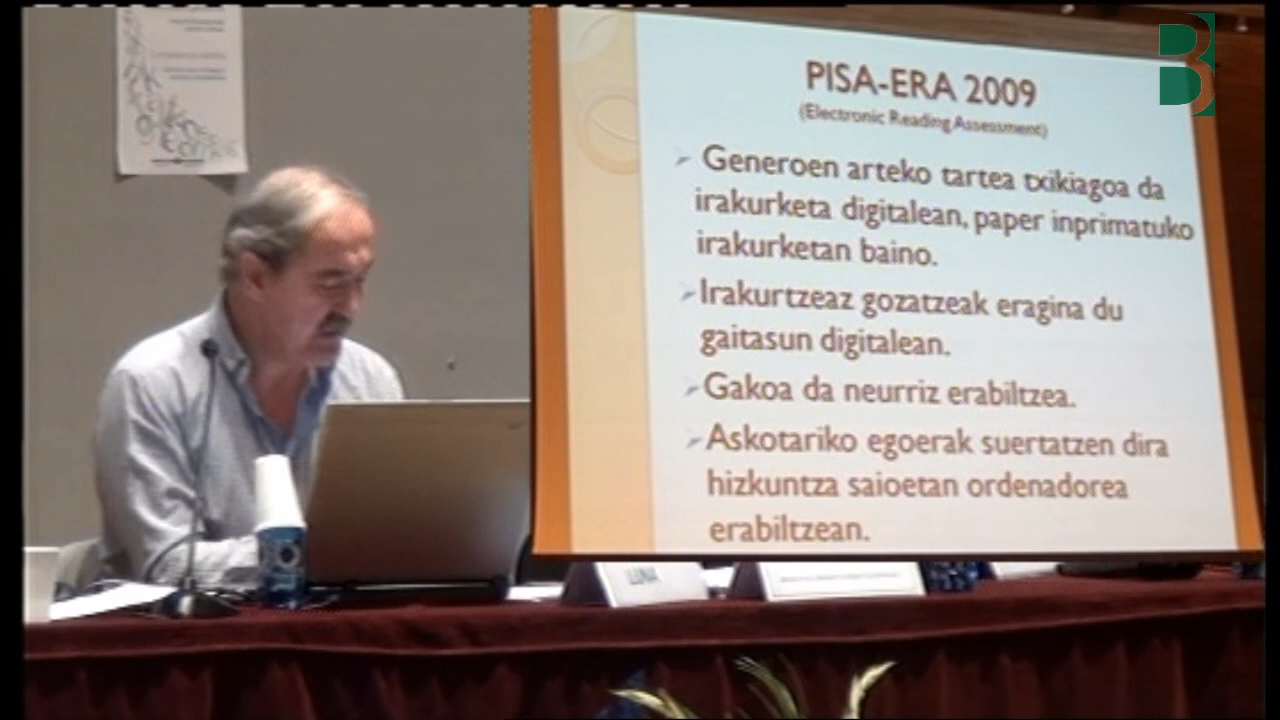 PISA-ERA 2009
(Electronic Reading Assessment)
Generoen arteko tartea txikiagoa da
irakurketa digitalean, paper inprimatuko
irakurketan baino.
Irakurtzeaz gozatzeak eragina du
gaitasun digitalean.
Gakoa da neurriz erabiltzea.
Askotariko egoerak suertatzen dira
hizkuntza saioetan ordenadorea
erabiltzean.
LUNA
B